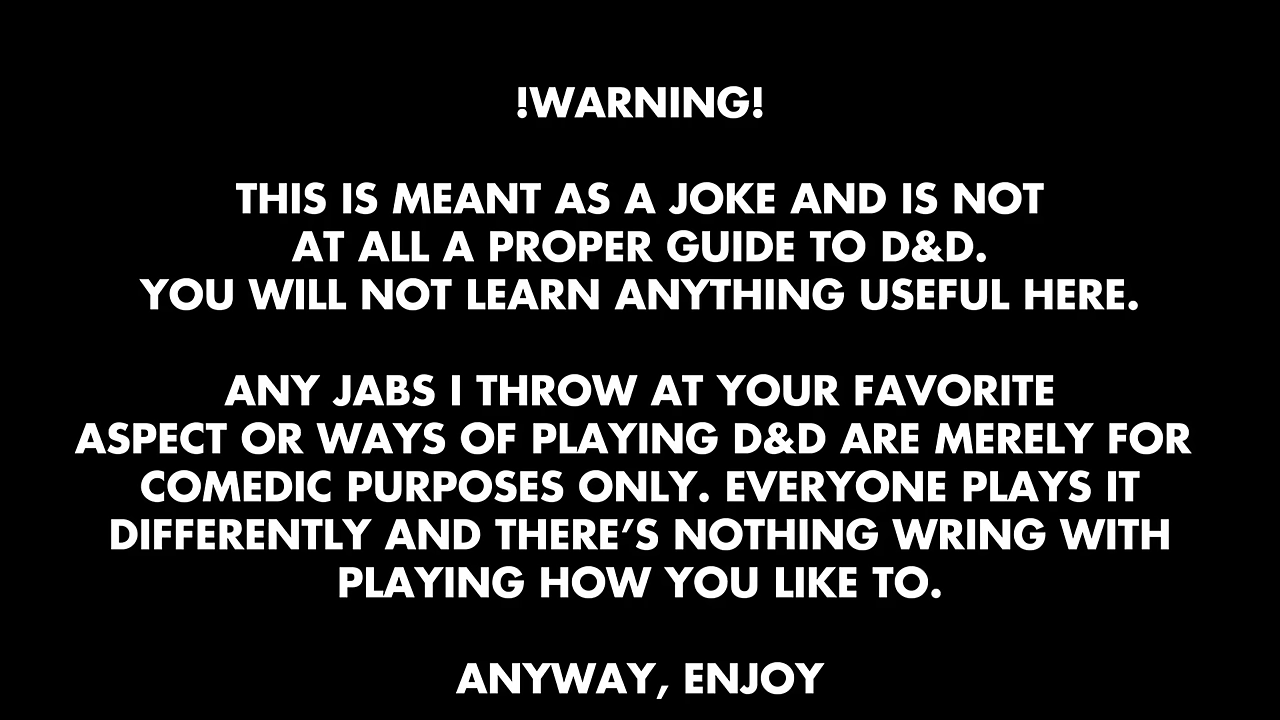 !WARNING!
THIS IS MEANT AS A JOKE AND IS NOT
AT ALL A PROPER GUIDE TO D&D.
YOU WILL NOT LEARN ANYTHING USEFUL HERE.
ANY JABS I THROW AT YOUR FAVORITE
ASPECT OR WAYS OF PLAYING D&D ARE MERELY FOR
COMEDIC PURPOSES ONLY. EVERYONE PLAYS IT
DIFFERENTLY AND THERE’S NOTHING WRING WITH
PLAYING HOW YOU LIKE TO.
ANYWAY, ENJOY